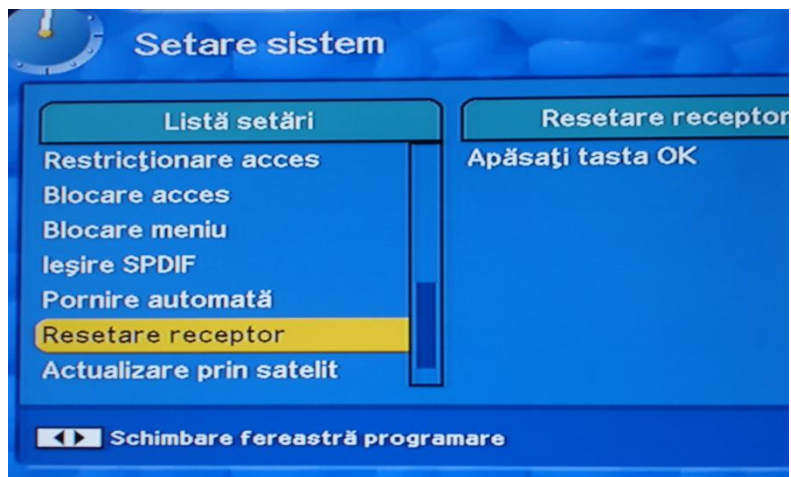 Setare sistem
Listă setări
Restricţionare acces
Blocare acces
Blocare meniu
Ieşire SPDIF
Pornire automată
Resetare receptor
Actualizare prin satelit
Resetare receptor
Apăsaţi tasta OK
Schimbare fereastră programare